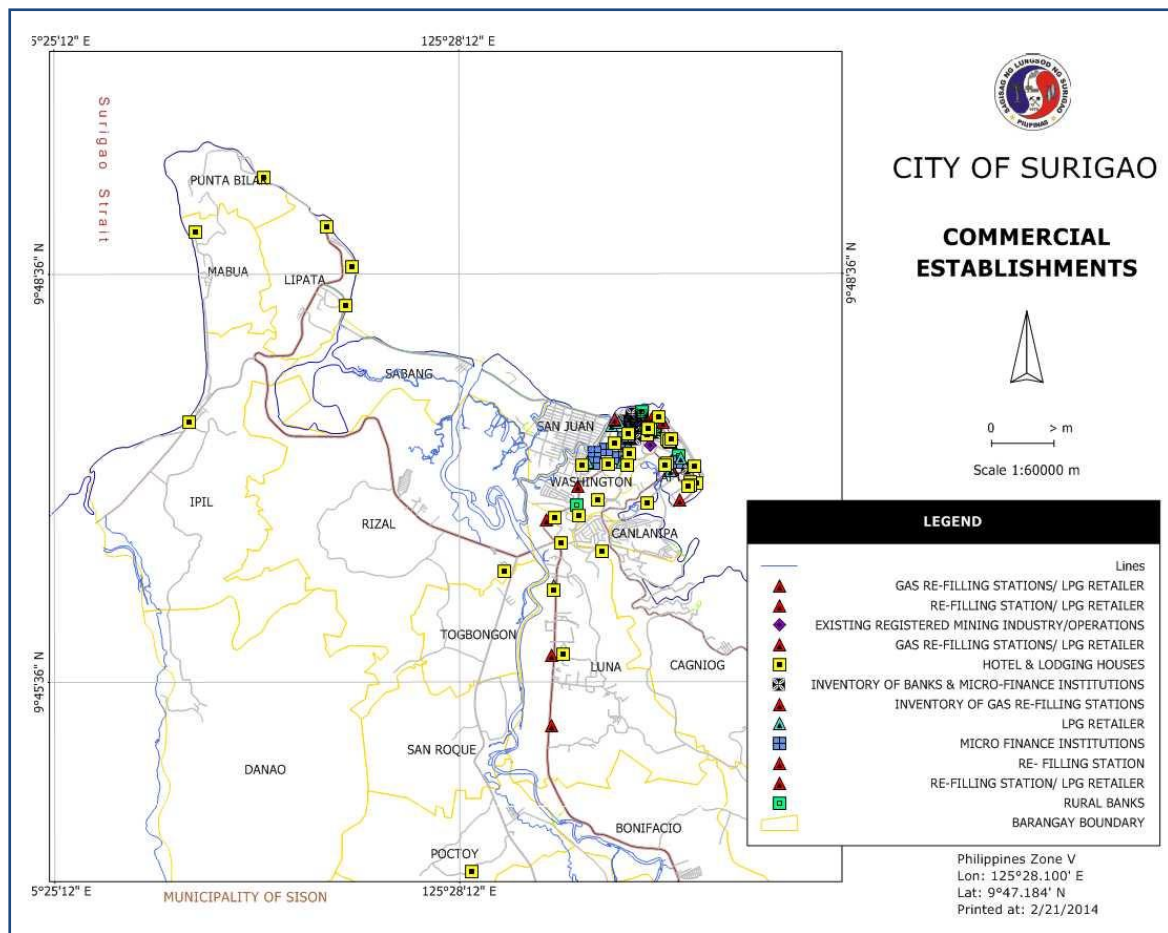 5°25'12" E
125°28'12" E
SAGISAG NG LUNGSOD NG SURIGAO
PILIPINAS
CITY OF SURIGAO
COMMERCIAL
ESTABLISHMENTS
Surigao Strait
PUNTA BILAR
MABUA
LIPATA
9°48'36" N
9°48'36" N
SABANG
SAN JUAN
WASHINGTON
0 > m
Scale 1:60000 m
IPIL
RIZAL
CANLANIPA
TOGBONGON
LUNA
CAGNIOG
9°45'36" N
SAN ROQUE
DANAO
BONIFACIO
POCTOY
LEGEND
Lines
GAS RE-FILLING STATIONS/ LPG RETAILER
RE-FILLING STATION/ LPG RETAILER
EXISTING REGISTERED MINING INDUSTRY/OPERATIONS
GAS RE-FILLING STATIONS/ LPG RETAILER
HOTEL & LODGING HOUSES
INVENTORY OF BANKS & MICRO-FINANCE INSTITUTIONS
INVENTORY OF GAS RE-FILLING STATIONS
LPG RETAILER
MICRO FINANCE INSTITUTIONS
RE- FILLING STATION
RE-FILLING STATION/ LPG RETAILER
RURAL BANKS
BARANGAY BOUNDARY
5°25'12" E
125°28'12" E
MUNICIPALITY OF SISON
Philippines Zone V
Lon: 125°28.100' E
Lat: 9°47.184' N
Printed at: 2/21/2014